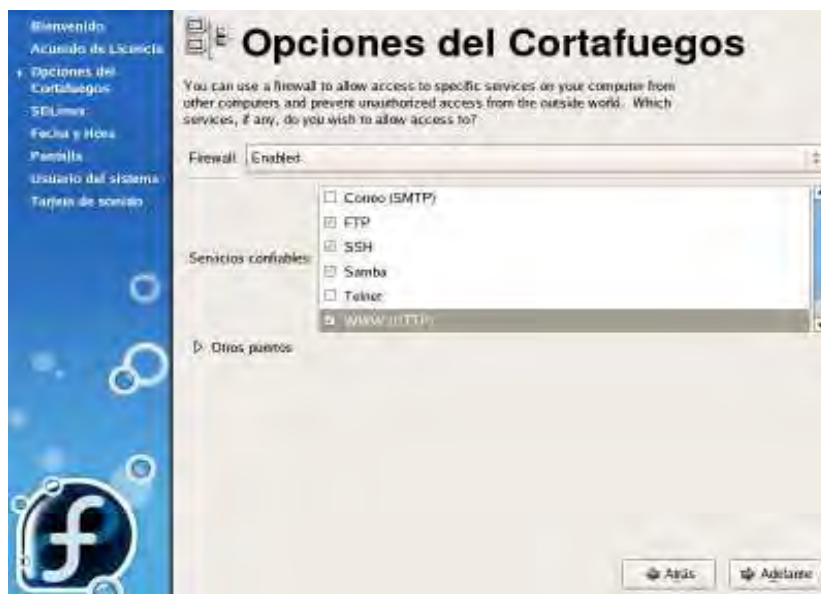 Bienvenido
Acuerdo de Licencia
Opciones del
Cortafuegos
SELinux
Fecha y Hora
Pantalla
Usuario del sistema
Tarjeta de sonido
Opciones del Cortafuegos
You can use a firewall to allow access to specific services on your computer from
other computers and prevent unauthorized access from the outside world. Which
services, if any, do you wish to allow access to?
Firewall: Enabled
Servicios confiables:
Correo (SMTP)
FTP
SSH
Samba
Telnet
WWW (HTTP)
Otros puertos
Atrás
Adelante